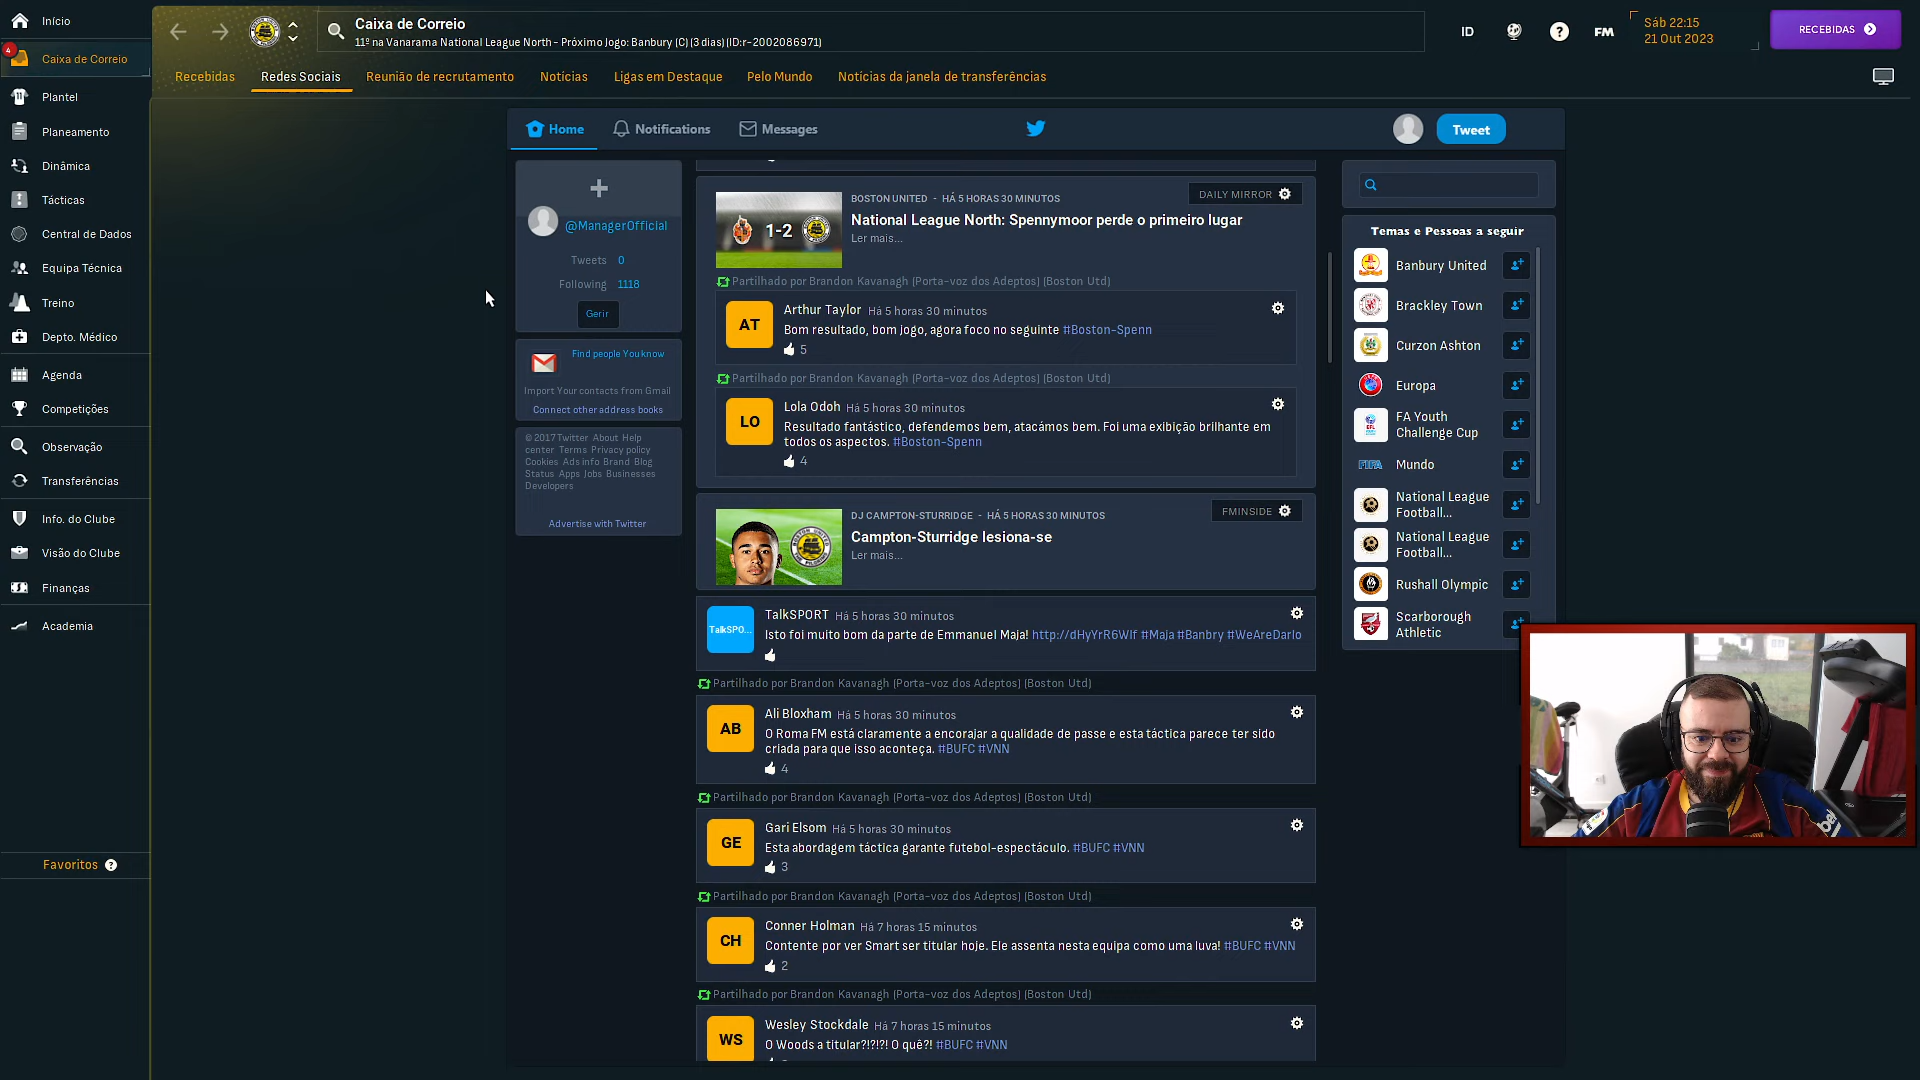 Início
4
Caixa de Correio
Plantel
Planeamento
Dinâmica
Tácticas
Central de Dados
Equipa Técnica
Treino
Depto. Médico
Agenda
Competições
Observação
Transferências
Info. do Clube
Visão do Clube
Finanças
Academia
Favoritos ?
Caixa de Correio
11º na Vanarama National League North - Próximo Jogo: Banbury (C) (3 dias) (ID:r-2002086971)
ID
?
FM
Sáb 22:15
21 Out 2023
RECEBIDAS
Recebidas
Redes Sociais
Reunião de recrutamento
Notícias
Ligas em Destaque
Pelo Mundo
Notícias da janela de transferências
Home
Notifications
Messages
Tweet
@ManagerOfficial
Tweets 0
Following 1118
Gerir
Find people You know
Import Your contacts from Gmail
Connect other address books
© 2017 Twitter About Help
center Terms Privacy policy
Cookies Ads info Brand Blog
Status Apps Jobs Businesses
Developers
Advertise with Twitter
1-2
BOSTON UNITED - HÁ 5 HORAS 30 MINUTOS
DAILY MIRROR
National League North: Spennymoor perde o primeiro lugar
Ler mais...
Partilhado por Brandon Kavanagh (Porta-voz dos Adeptos) (Boston Utd)
AT
Arthur Taylor Há 5 horas 30 minutos
Bom resultado, bom jogo, agora foco no seguinte #Boston-Spenn
5
Partilhado por Brandon Kavanagh (Porta-voz dos Adeptos) (Boston Utd)
LO
Lola Odoh Há 5 horas 30 minutos
Resultado fantástico, defendemos bem, atacámos bem. Foi uma exibição brilhante em
todos os aspectos. #Boston-Spenn
4
DJ CAMPTON-STURRIDGE - HÁ 5 HORAS 30 MINUTOS
FMINSIDE
Campton-Sturridge lesiona-se
Ler mais...
TalkSPO...
TalkSPORT Há 5 horas 30 minutos
Isto foi muito bom da parte de Emmanuel Maja! http://dHyYrR6Wlf #Maja #Banbry #WeAreDarlo
Partilhado por Brandon Kavanagh (Porta-voz dos Adeptos) (Boston Utd)
AB
Ali Bloxham Há 5 horas 30 minutos
O Roma FM está claramente a encorajar a qualidade de passe e esta táctica parece ter sido
criada para que isso aconteça. #BUFC #VNN
4
Partilhado por Brandon Kavanagh (Porta-voz dos Adeptos) (Boston Utd)
GE
Gari Elsom Há 5 horas 30 minutos
Esta abordagem táctica garante futebol-espectáculo. #BUFC #VNN
3
Partilhado por Brandon Kavanagh (Porta-voz dos Adeptos) (Boston Utd)
CH
Conner Holman Há 7 horas 15 minutos
Contente por ver Smart ser titular hoje. Ele assenta nesta equipa como uma luva! #BUFC #VNN
2
Partilhado por Brandon Kavanagh (Porta-voz dos Adeptos) (Boston Utd)
WS
Wesley Stockdale Há 7 horas 15 minutos
O Woods a titular?!?!?! O quê?! #BUFC #VNN
Temas e Pessoas a seguir
Banbury United
Brackley Town
Curzon Ashton
Europa
FA Youth
Challenge Cup
FIFA
Mundo
National League
Football...
National League
Football...
Rushall Olympic
Scarborough
Athletic
beko